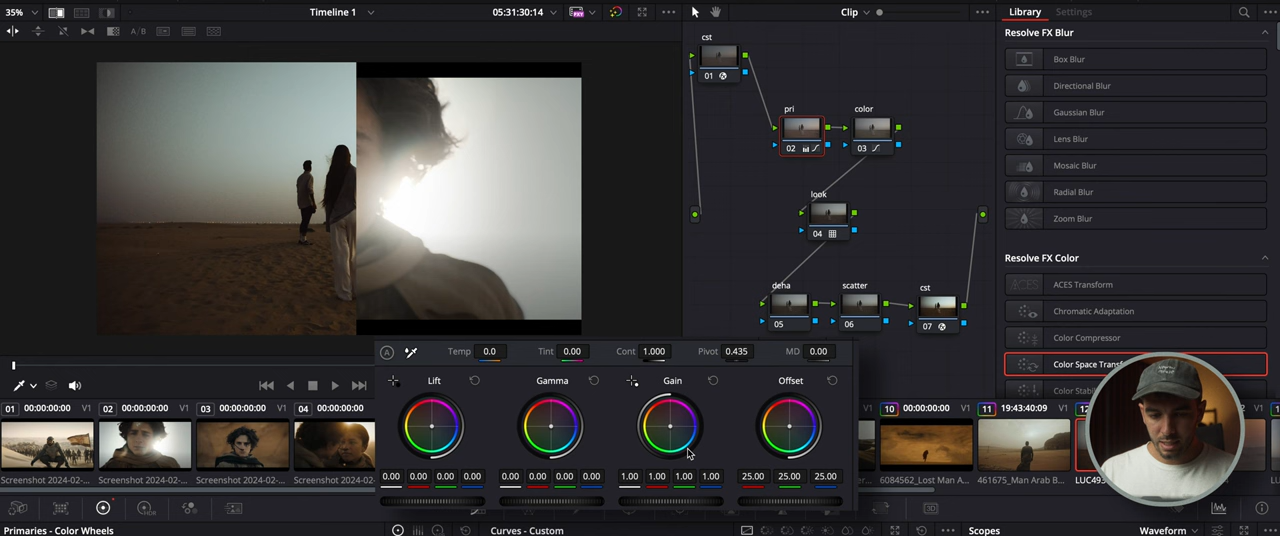 35%
Timeline 1
05:31:30:14
Clip
Library
Settings
A/B
Resolve FX Blur
Box Blur
Directional Blur
Gaussian Blur
Lens Blur
Mosaic Blur
Radial Blur
Zoom Blur
Resolve FX Color
ACES Transform
Chromatic Adaptation
Color Compressor
Color Space
cst
01
pri
02
color
03
look
04
deha
05
scatter
06
cst
07
A
Temp 0.0
Tint 0.00
Cont 1.000
Pivot 0.435
MD 0.00
Lift
Gamma
Gain
Offset
0.00 0.00 0.00 0.00
0.00 0.00 0.00 0.00
1.00 1.00 1.00 1.00
25.00 25.00 25.00
01 00:00:00:00 V1
02 00:00:00:00 V1
03 00:00:00:00 V1
04 00:00:00:00
10 00:00:00:00 V1
11 19:43:40:09 V1
Screenshot 2024-02-...
Screenshot 2024-02-...
Screenshot 2024-02-...
Screenshot 2024-02-
6084562_Lost Man A...
461675_Man Arab B...
3D
Primaries - Color Wheels
Curves - Custom
Scopes
Waveform